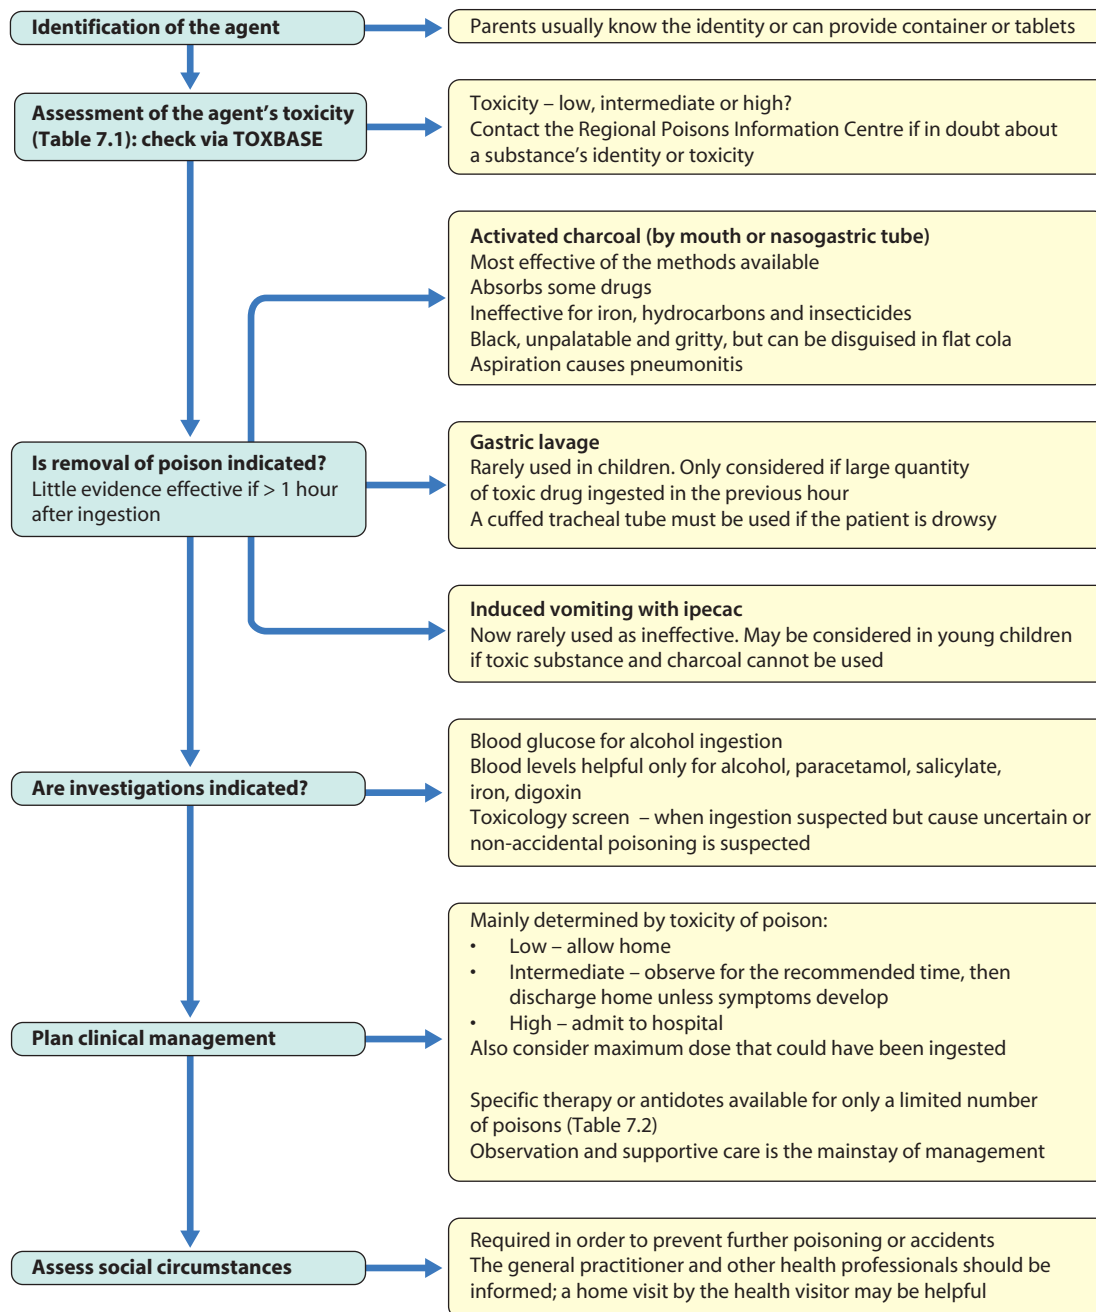 Identification of the agent
Parents usually know the identity or can provide container or tablets
Assessment of the agent's toxicity
(Table 7.1): check via TOXBASE
Toxicity – low, intermediate or high?
Contact the Regional Poisons Information Centre if in doubt about
a substance's identity or toxicity
Activated charcoal (by mouth or nasogastric tube)
Most effective of the methods available
Absorbs some drugs
Ineffective for iron, hydrocarbons and insecticides
Black, unpalatable and gritty, but can be disguised in flat cola
Aspiration causes pneumonitis
Is removal of poison indicated?
Little evidence effective if > 1 hour
after ingestion
Gastric lavage
Rarely used in children. Only considered if large quantity
of toxic drug ingested in the previous hour
A cuffed tracheal tube must be used if the patient is drowsy
Induced vomiting with ipecac
Now rarely used as ineffective. May be considered in young children
if toxic substance and charcoal cannot be used
Are investigations indicated?
Blood glucose for alcohol ingestion
Blood levels helpful only for alcohol, paracetamol, salicylate,
iron, digoxin
Toxicology screen – when ingestion suspected but cause uncertain or
non-accidental poisoning is suspected
Plan clinical management
Mainly determined by toxicity of poison:
• Low – allow home
• Intermediate – observe for the recommended time, then
discharge home unless symptoms develop
• High – admit to hospital
Also consider maximum dose that could have been ingested
Specific therapy or antidotes available for only a limited number
of poisons (Table 7.2)
Observation and supportive care is the mainstay of management
Assess social circumstances
Required in order to prevent further poisoning or accidents
The general practitioner and other health professionals should be
informed; a home visit by the health visitor may be helpful